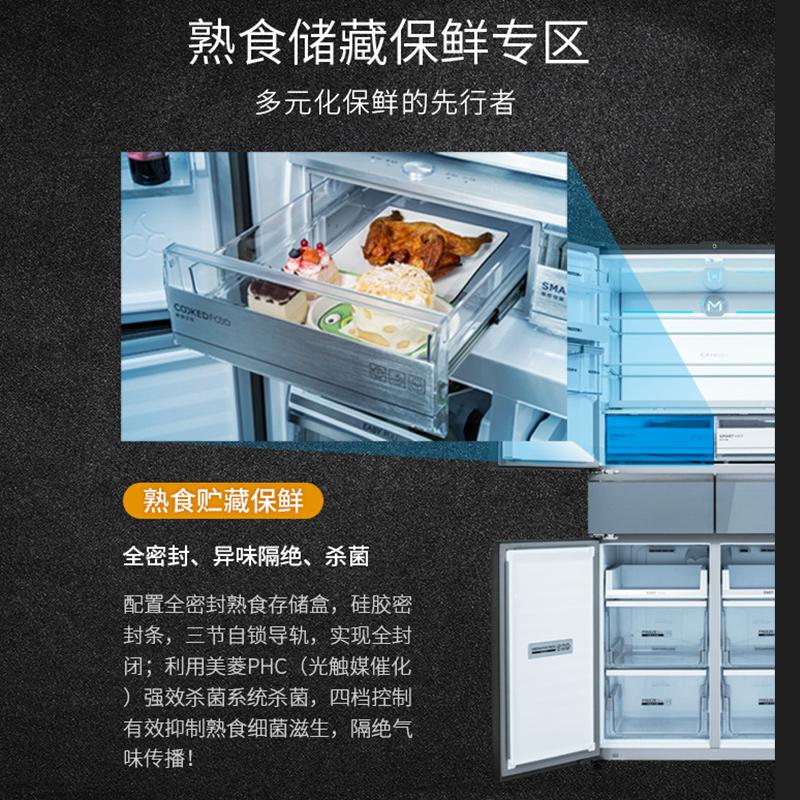 熟食储藏保鲜专区
多元化保鲜的先行者
COOKEDFOOD
SMA
EASY
熟食贮藏保鲜
全密封、异味隔绝、杀菌
配置全密封熟食存储盒，硅胶密
封条，三节自锁导轨，实现全封
闭；利用美菱PHC（光触媒催化
）强效杀菌系统杀菌，四档控制
有效抑制熟食细菌滋生，隔绝气
味传播！